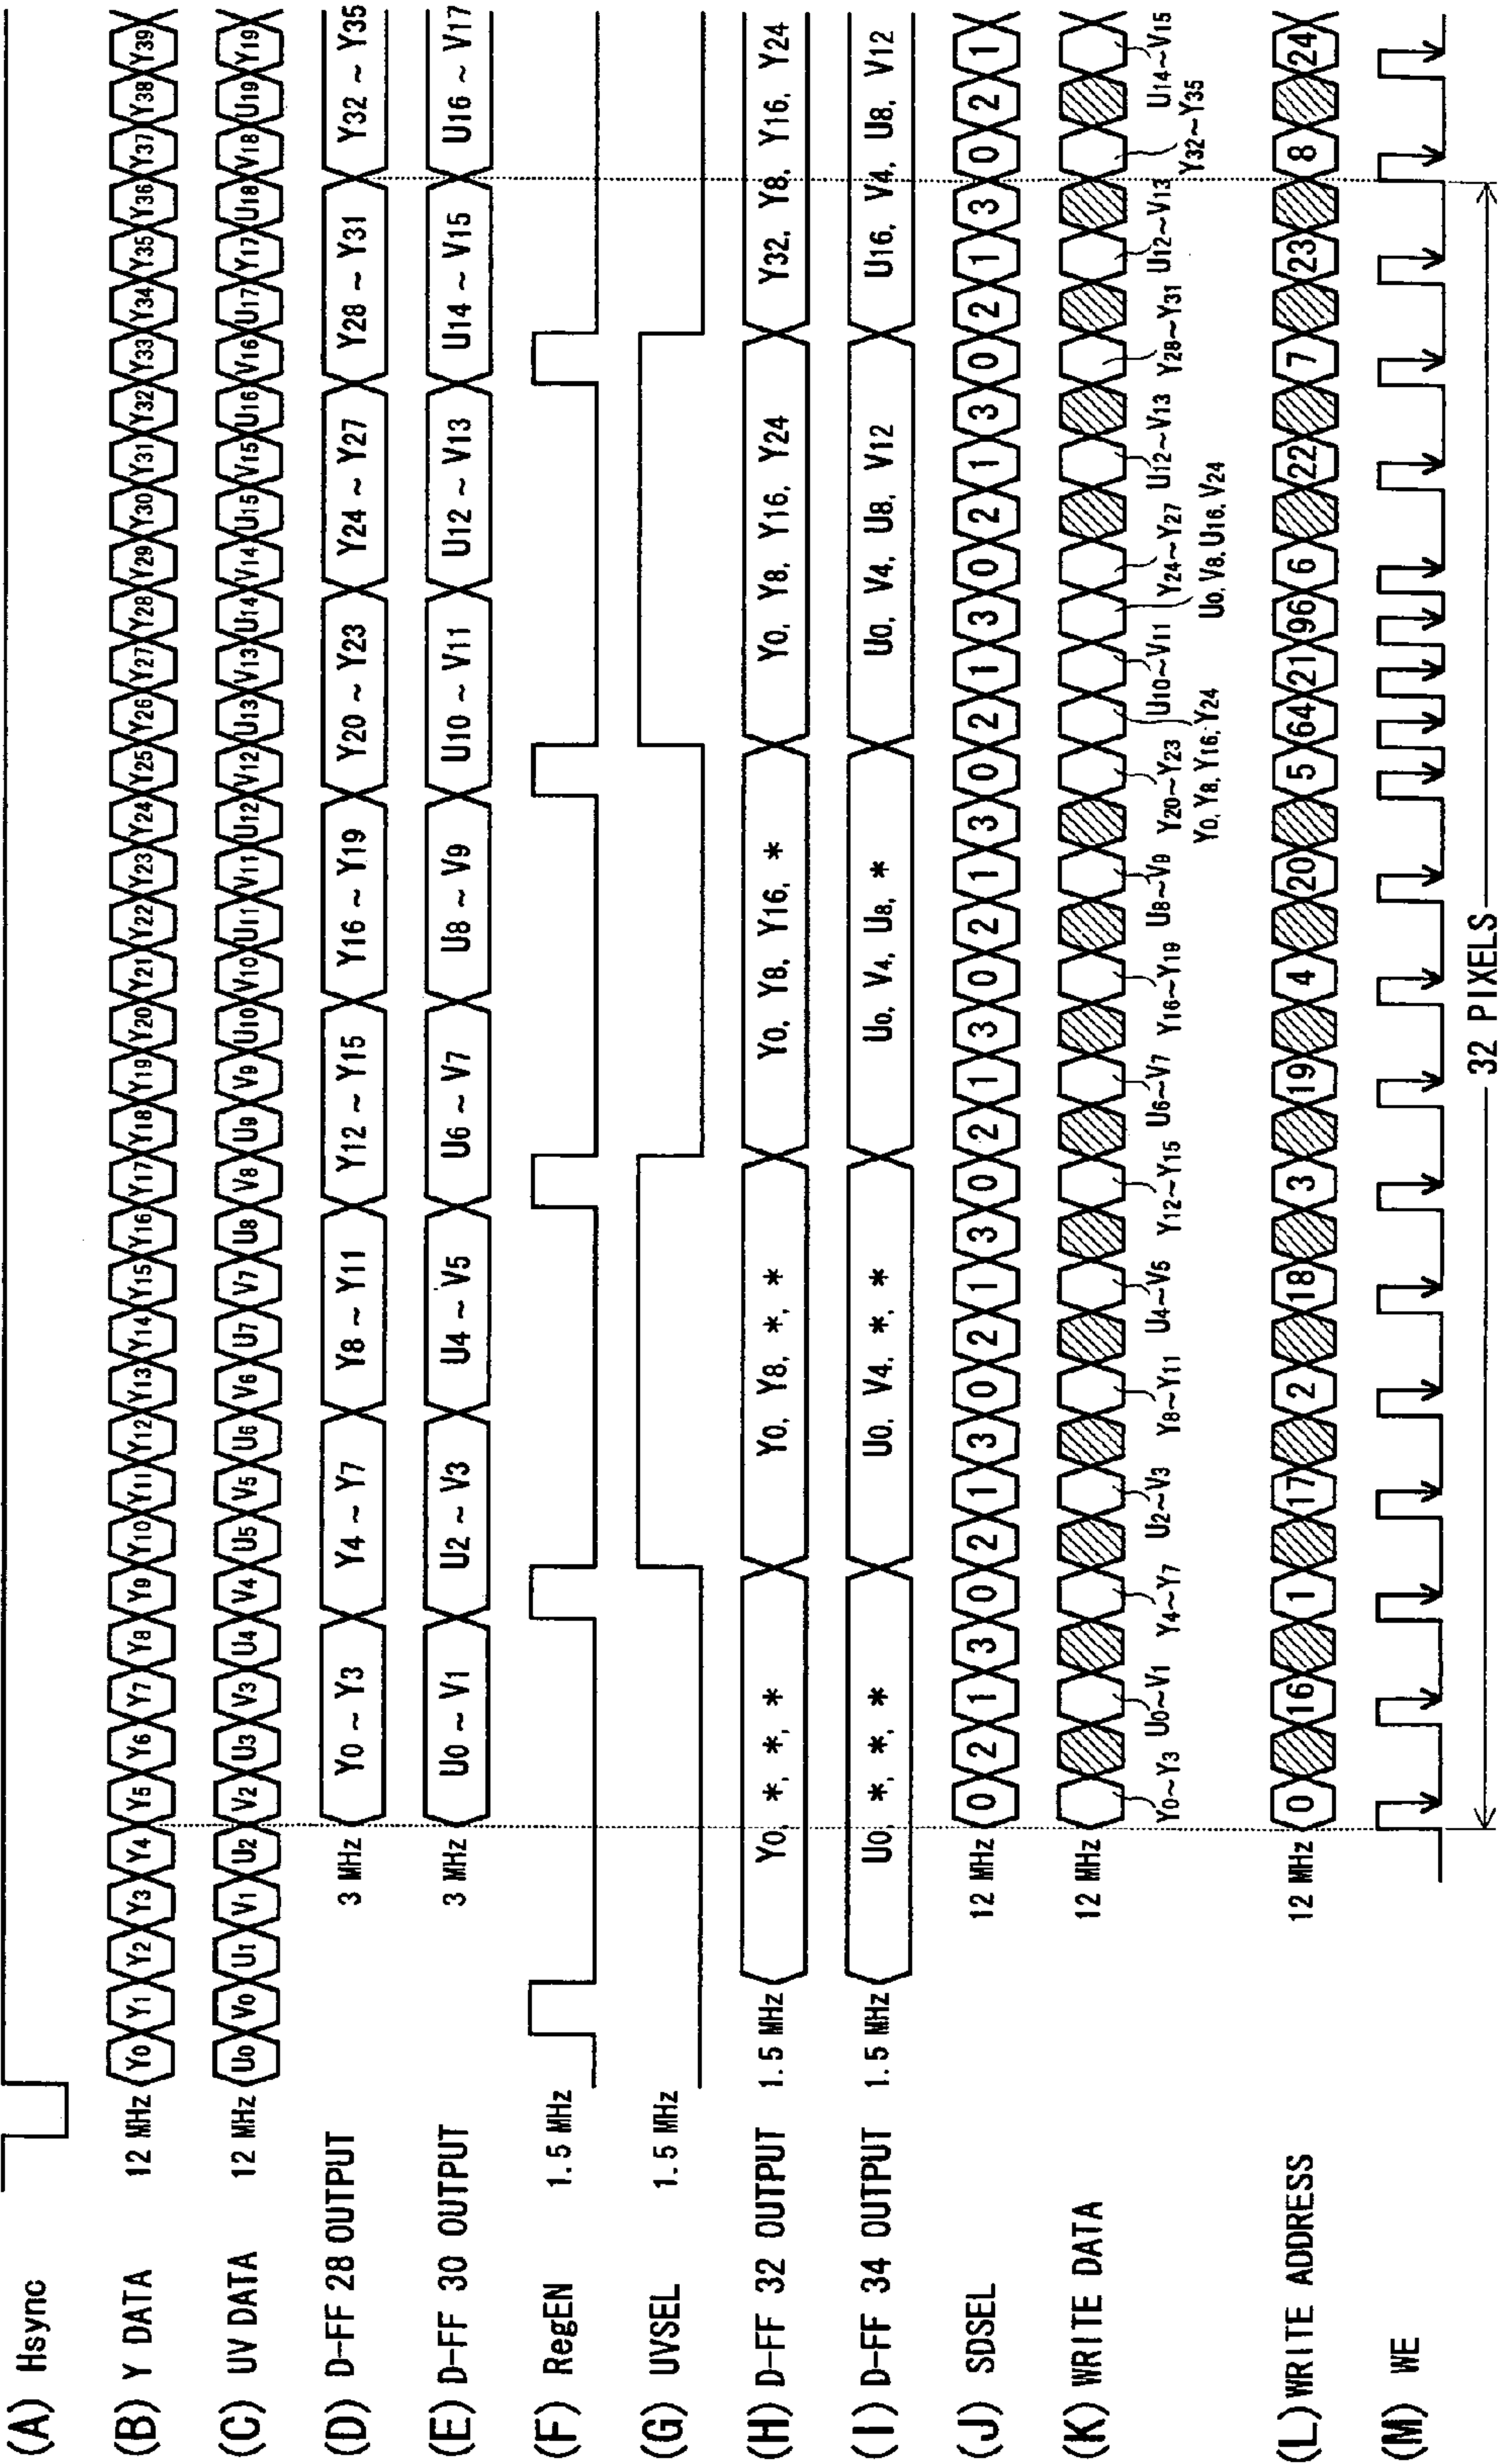 (A) Hsync
(B) Y DATA 12 MHz Y0 Y1 Y2 Y3 Y4 Y5 Y6 Y7 Y8 Y9 Y10 Y11 Y12 Y13 Y14 Y15 Y16 Y17 Y18 Y19 Y20 Y21 Y22 Y23 Y24 Y25 Y26 Y27 Y28 Y29 Y30 Y31 Y32 Y33 Y34 Y35 Y36 Y37 Y38 Y39
(C) UV DATA 12 MHz U0 V0 U1 V1 U2 V2 U3 V3 U4 V4 U5 V5 U6 V6 U7 V7 U8 V8 U9 V9 U10 V10 U11 V11 U12 V12 U13 V13 U14 V14 U15 V15 U16 V16 U17 Y17 U18 V18 U19 Y19
(D) D-FF 28 OUTPUT 3 MHz Y0 ~ Y3 Y4 ~ Y7 Y8 ~ Y11 Y12 ~ Y15 Y16 ~ Y19 Y20 ~ Y23 Y24 ~ Y27 Y28 ~ Y31 Y32 ~ Y35
(E) D-FF 30 OUTPUT 3 MHz U0 ~ V1 U2 ~ V3 U4 ~ V5 U6 ~ V7 U8 ~ V9 U10 ~ V11 U12 ~ V13 U14 ~ V15 U16 ~ V17
(F) RegEN 1.5 MHz
(G) UVSEL 1.5 MHz
(H) D-FF 32 OUTPUT 1.5 MHz Y0, *, *, * Y0, Y8, *, * Y0, Y8, Y16, * Y0, Y8, Y16, Y24 Y32, Y8, Y16, Y24
(I) D-FF 34 OUTPUT 1.5 MHz U0, *, *, * U0, V4, *, * U0, V4, U8, * U0, V4, U8, V12 U16, V4, U8, V12
(J) SDSEL 12 MHz 0 2 1 3 0 2 1 3 0 2 1 3 0 2 1 3 0 2 1 3 0 2 1 3 0 2 1 3 0 2 1 3 0 2 1
(K) WRITE DATA 12 MHz
Y0~Y3 U0~V1 Y4~Y7 U2~V3 Y8~Y11 U4~V5 Y12~Y15 U6~V7 Y16~Y19 U8~V9 Y20~Y23 U10~V11 Y24~Y27 U12~V13 Y28~Y31 U12~V13 Y32~Y35 U14~V15
Y0, Y8, Y16, Y24 U0, V8, U16, V24
(L) WRITE ADDRESS 12 MHz 0 16 1 17 2 18 3 19 4 20 5 64 21 96 6 22 7 23 8 24
(M) WE
32 PIXELS